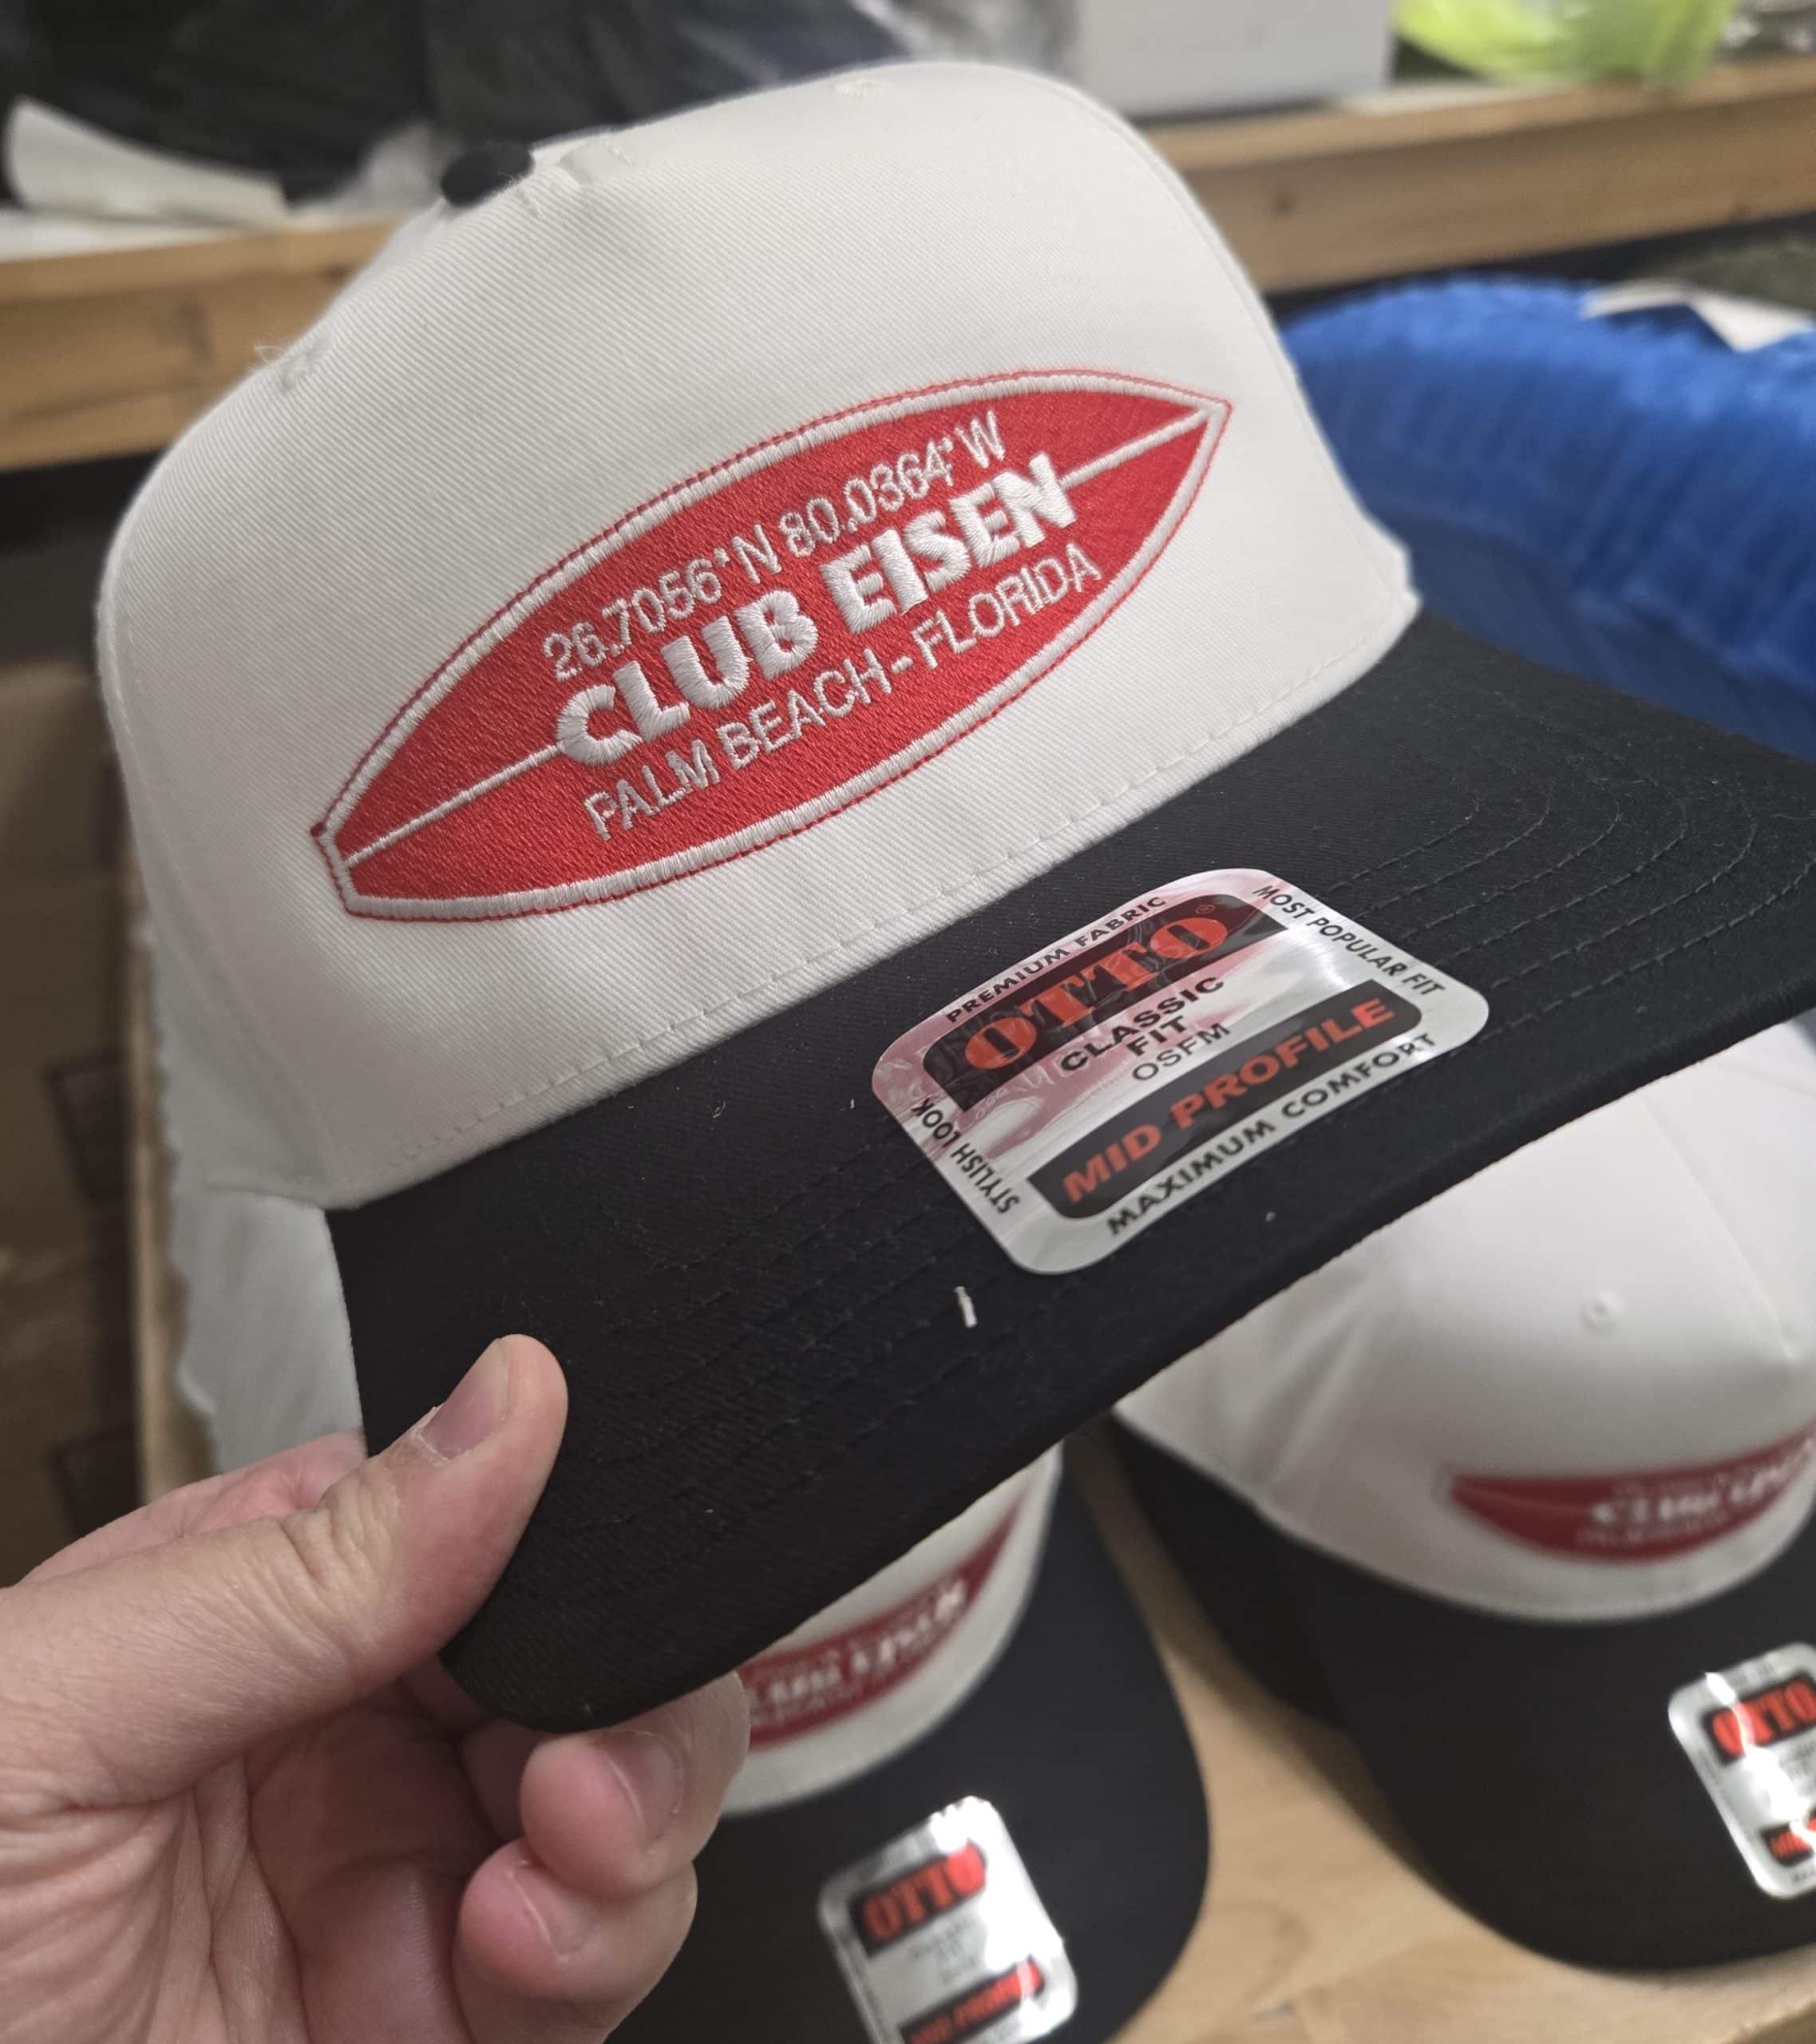 26.7056°N 80.0364°W
CLUB EISEN
PALM BEACH - FLORIDA
PREMIUM FABRIC
MOST POPULAR FIT
OTTO®
CLASSIC
FIT
OSFM
MID PROFILE
STYLISH LOOK
MAXIMUM COMFORT
OTTO
OTTO